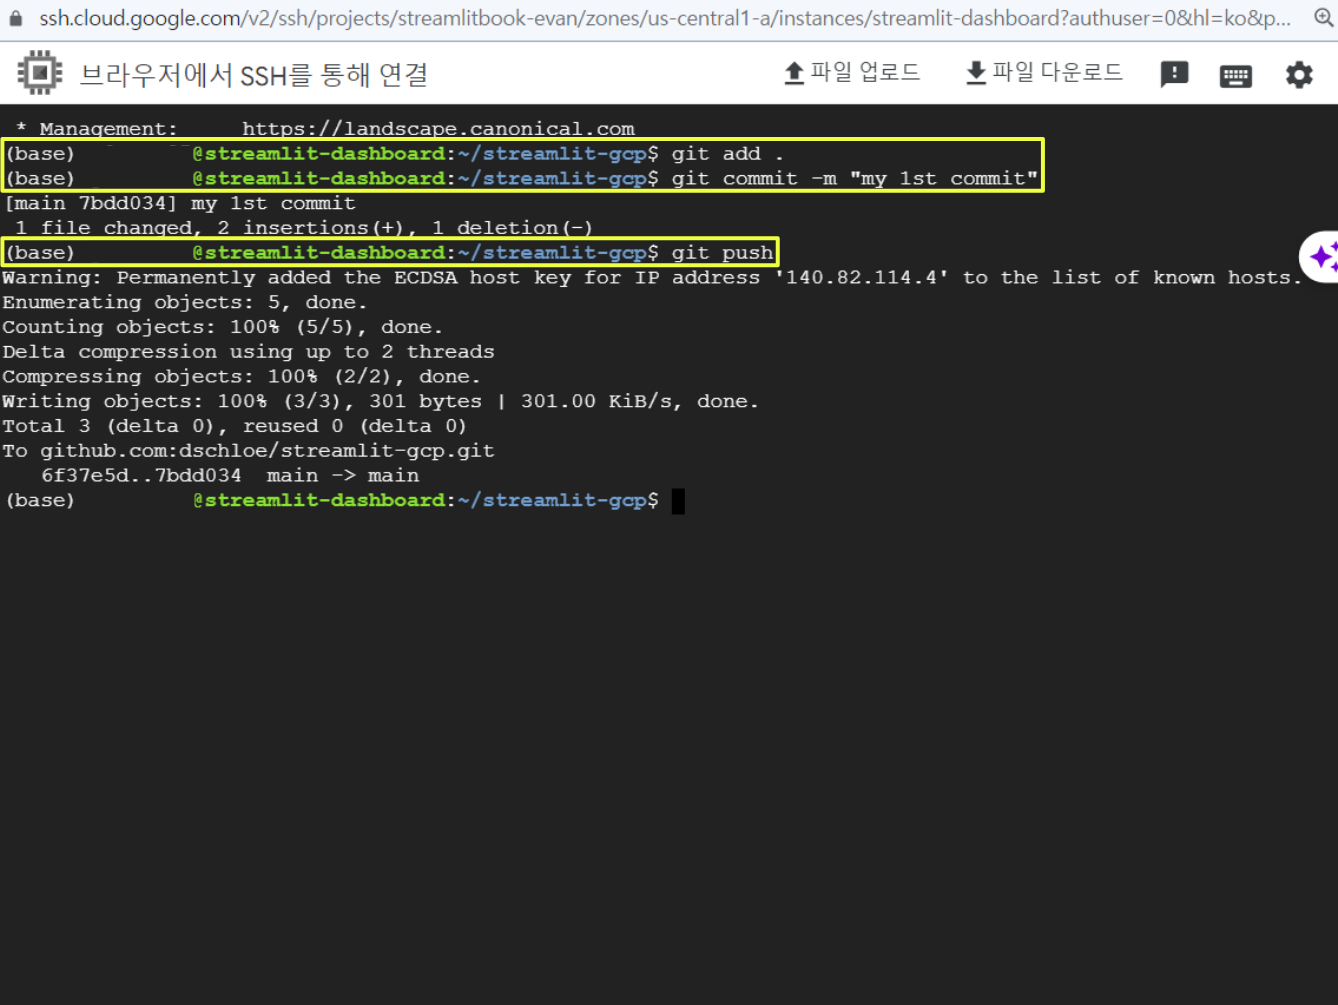 ssh.cloud.google.com/v2/ssh/projects/streamlitbook-evan/zones/us-central1-a/instances/streamlit-dashboard?authuser=0&hl=ko&p...
브라우저에서 SSH를 통해 연결 파일 업로드 파일 다운로드
* Management: https://landscape.canonical.com
(base) @streamlit-dashboard:~/streamlit-gcp$ git add .
(base) @streamlit-dashboard:~/streamlit-gcp$ git commit -m "my 1st commit"
[main 7bdd034] my 1st commit
1 file changed, 2 insertions(+), 1 deletion(-)
(base) @streamlit-dashboard:~/streamlit-gcp$ git push
Warning: Permanently added the ECDSA host key for IP address '140.82.114.4' to the list of known hosts.
Enumerating objects: 5, done.
Counting objects: 100% (5/5), done.
Delta compression using up to 2 threads
Compressing objects: 100% (2/2), done.
Writing objects: 100% (3/3), 301 bytes | 301.00 KiB/s, done.
Total 3 (delta 0), reused 0 (delta 0)
To github.com:dschloe/streamlit-gcp.git
6f37e5d..7bdd034 main -> main
(base) @streamlit-dashboard:~/streamlit-gcp$